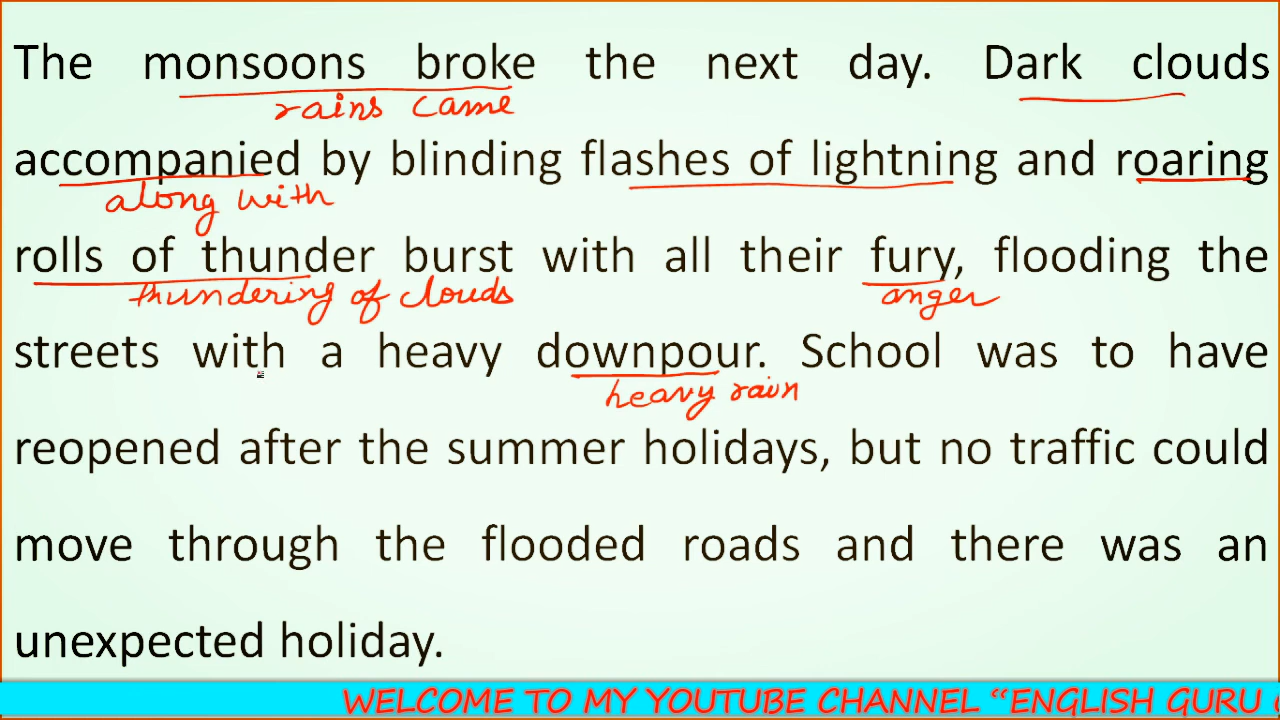 The monsoons broke the next day. Dark clouds
rains came
accompanied by blinding flashes of lightning and roaring
along with
rolls of thunder burst with all their fury, flooding the
thundering of clouds anger
streets with a heavy downpour. School was to have
heavy rain
reopened after the summer holidays, but no traffic could
move through the flooded roads and there was an
unexpected holiday.
WELCOME TO MY YOUTUBE CHANNEL “ENGLISH GURU